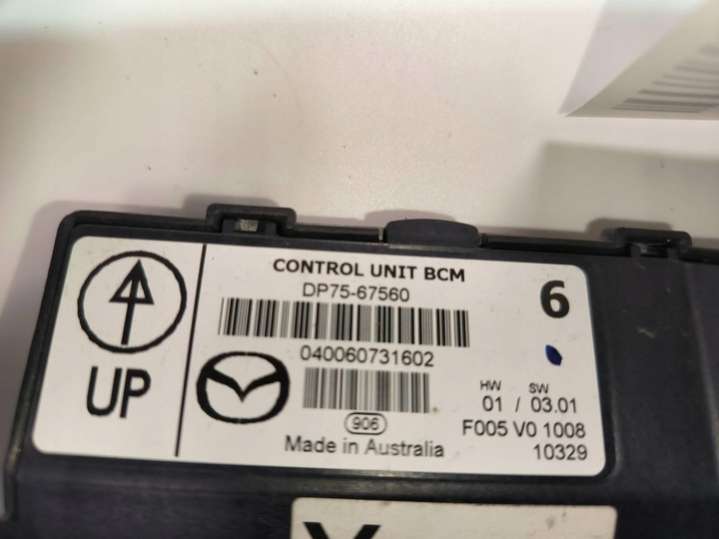 CONTROL UNIT BCM
DP75-67560
6
040060731602
HW SW
01 / 03.01
906
F005 V0 1008
Made in Australia
10329
UP